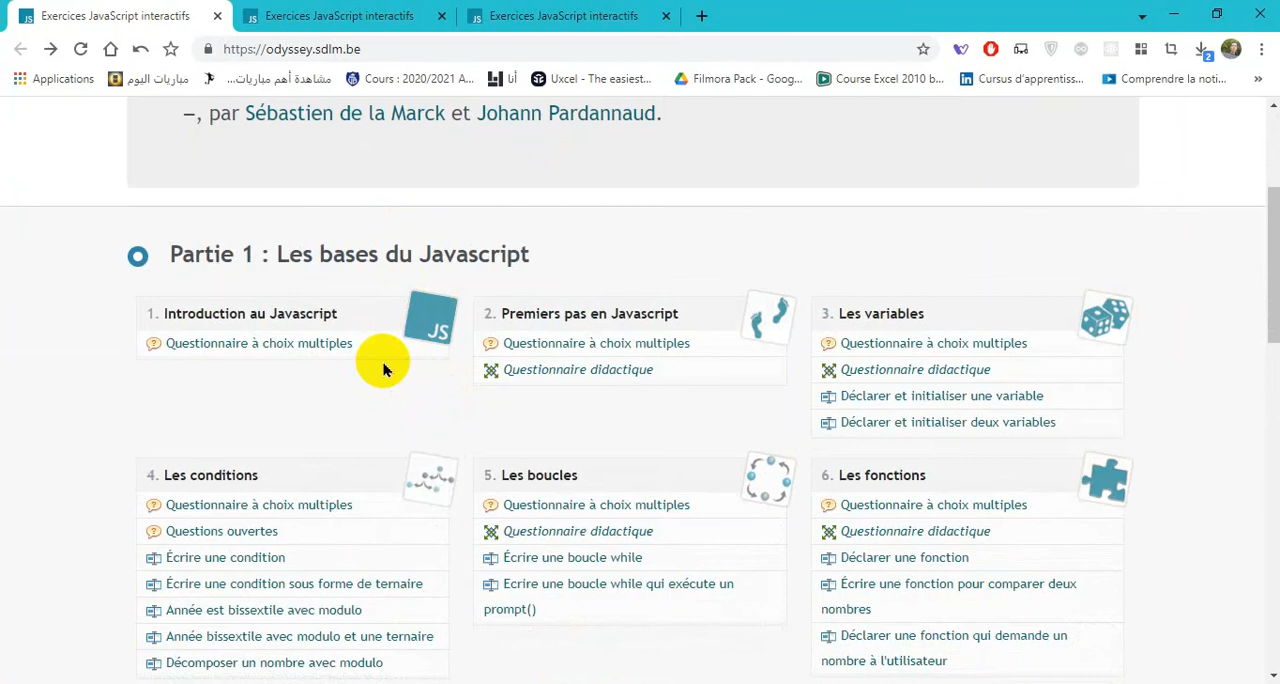 Exercices JavaScript interactifs
Exercices JavaScript interactifs
Exercices JavaScript interactifs
https://odyssey.sdlm.be
2
Applications
مباريات اليوم
مشاهدة أهم مباريات...
Cours : 2020/2021 A...
أنا
Uxcel - The easiest...
Filmora Pack - Goog...
Course Excel 2010 b...
Cursus d’apprentiss...
Comprendre la noti...
»
–, par Sébastien de la Marck et Johann Pardannaud.
Partie 1 : Les bases du Javascript
1. Introduction au Javascript
JS
Questionnaire à choix multiples
2. Premiers pas en Javascript
Questionnaire à choix multiples
Questionnaire didactique
3. Les variables
Questionnaire à choix multiples
Questionnaire didactique
Déclarer et initialiser une variable
Déclarer et initialiser deux variables
4. Les conditions
Questionnaire à choix multiples
Questions ouvertes
Écrire une condition
Écrire une condition sous forme de ternaire
Année est bissextile avec modulo
Année bissextile avec modulo et une ternaire
Décomposer un nombre avec modulo
5. Les boucles
Questionnaire à choix multiples
Questionnaire didactique
Écrire une boucle while
Ecrire une boucle while qui exécute un
prompt()
6. Les fonctions
Questionnaire à choix multiples
Questionnaire didactique
Déclarer une fonction
Écrire une fonction pour comparer deux
nombres
Déclarer une fonction qui demande un
nombre à l'utilisateur